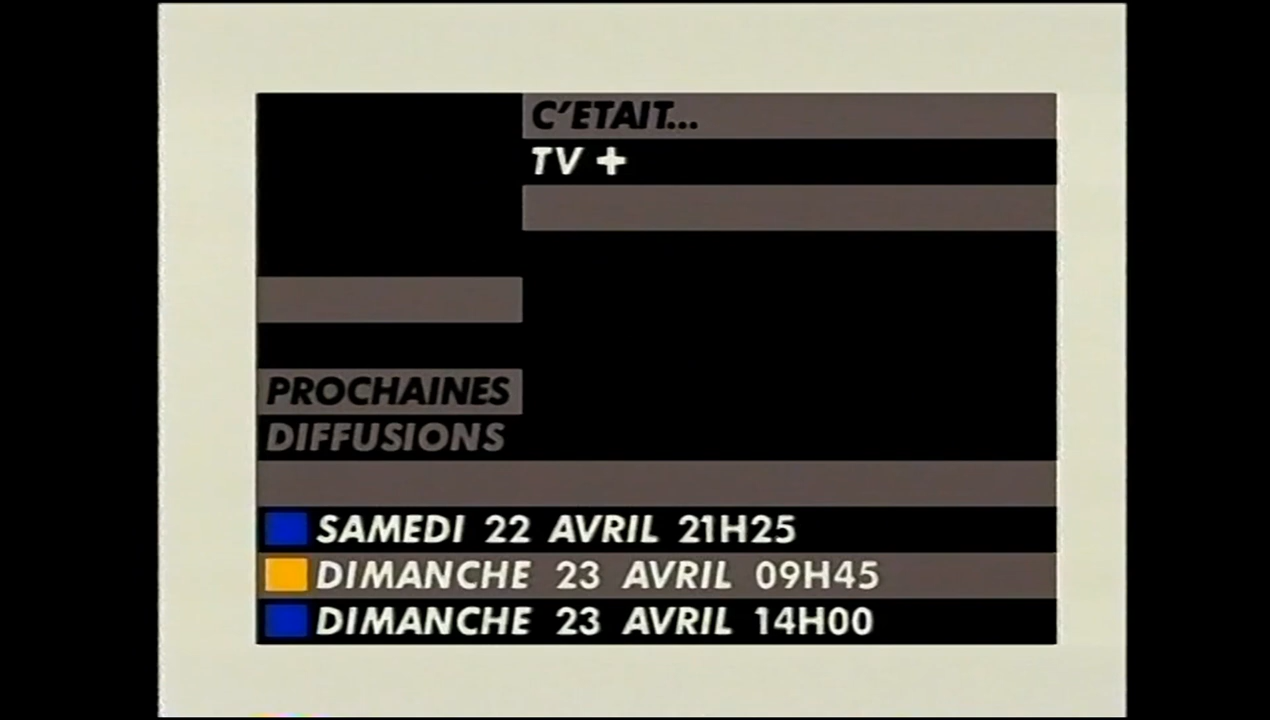 C'ETAIT...
TV +
PROCHAINES
DIFFUSIONS
SAMEDI 22 AVRIL 21H25
DIMANCHE 23 AVRIL 09H45
DIMANCHE 23 AVRIL 14H00